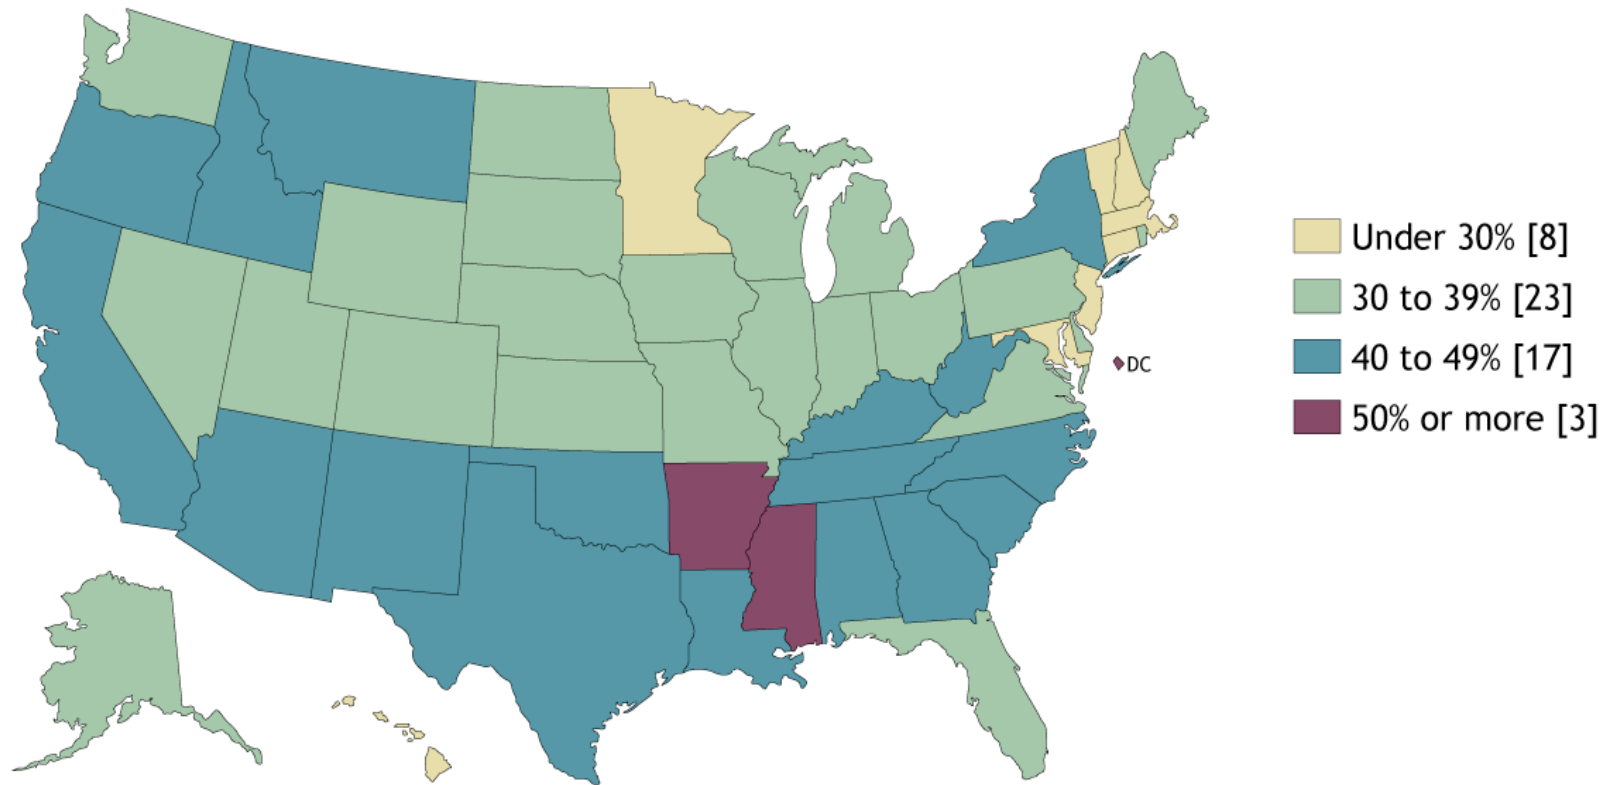 Under 30% [8]
30 to 39% [23]
40 to 49% [17]
50% or more [3]
DC